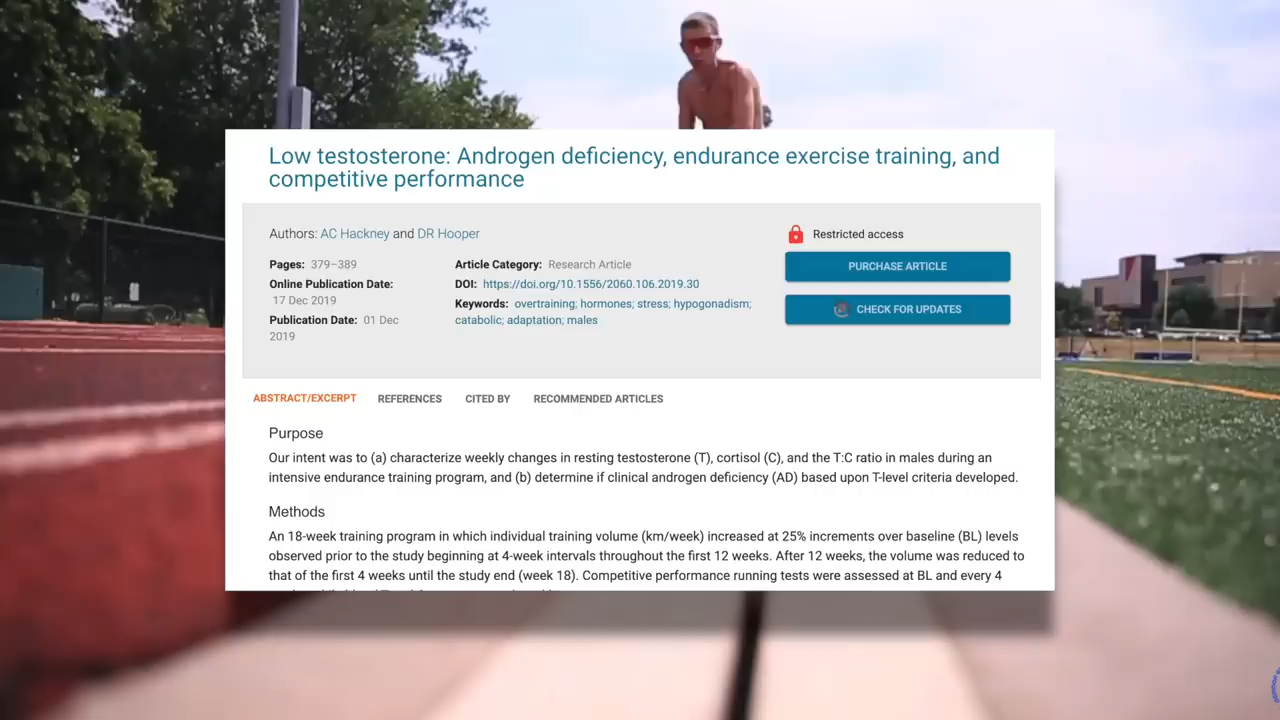 Low testosterone: Androgen deficiency, endurance exercise training, and
competitive performance
Authors: AC Hackney and DR Hooper
Pages: 379–389
Online Publication Date:
17 Dec 2019
Publication Date: 01 Dec
2019
Article Category: Research Article
DOI: https://doi.org/10.1556/2060.106.2019.30
Keywords: overtraining; hormones; stress; hypogonadism;
catabolic; adaptation; males
Restricted access
PURCHASE ARTICLE
CHECK FOR UPDATES
ABSTRACT/EXCERPT REFERENCES CITED BY RECOMMENDED ARTICLES
Purpose
Our intent was to (a) characterize weekly changes in resting testosterone (T), cortisol (C), and the T:C ratio in males during an
intensive endurance training program, and (b) determine if clinical androgen deficiency (AD) based upon T-level criteria developed.
Methods
An 18-week training program in which individual training volume (km/week) increased at 25% increments over baseline (BL) levels
observed prior to the study beginning at 4-week intervals throughout the first 12 weeks. After 12 weeks, the volume was reduced to
that of the first 4 weeks until the study end (week 18). Competitive performance running tests were assessed at BL and every 4